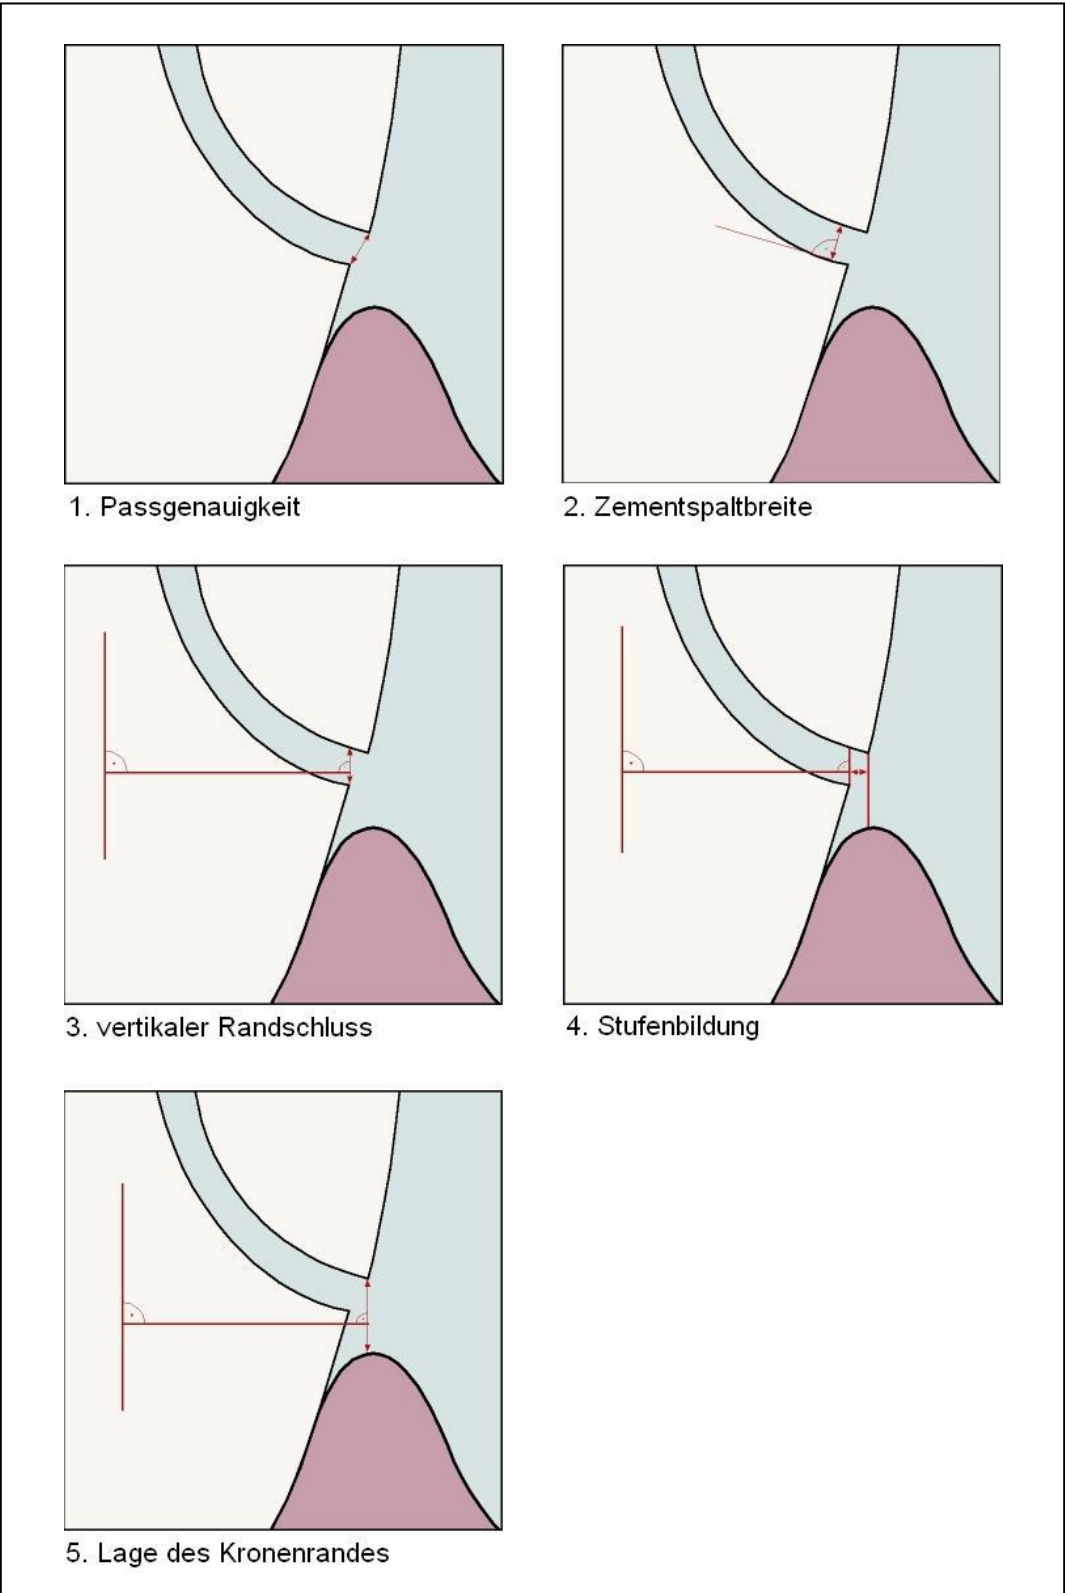 1. Passgenauigkeit
2. Zementspaltbreite
3. vertikaler Randschluss
4. Stufenbildung
5. Lage des Kronenrandes